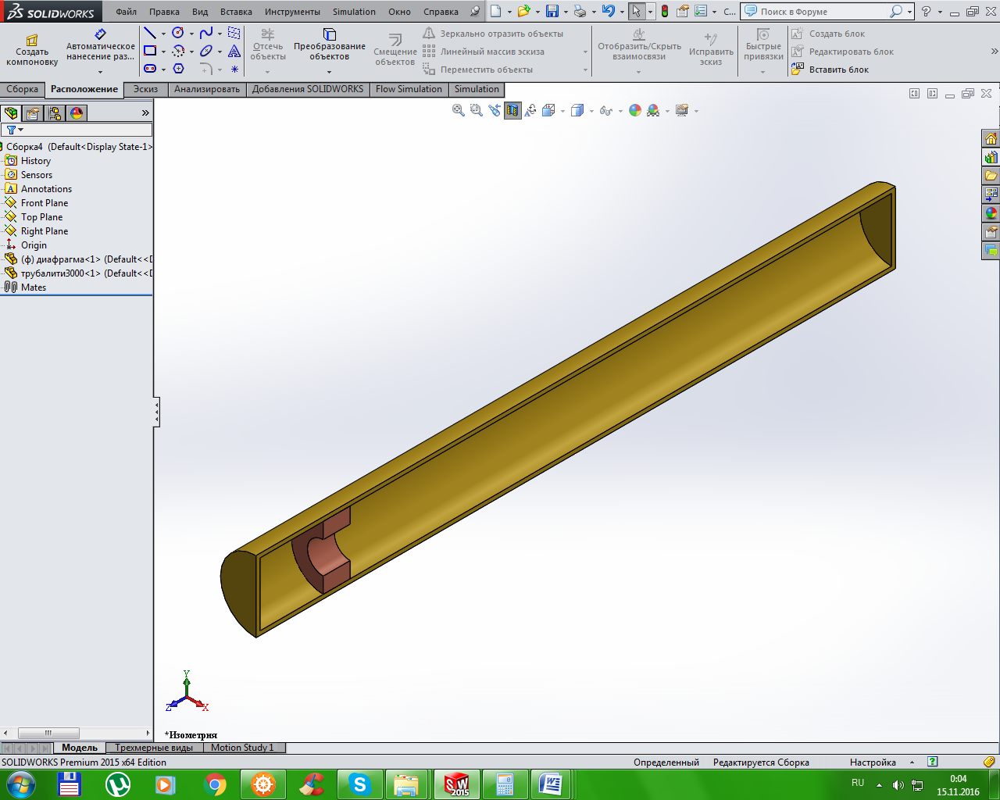 SOLIDWORKS
Файл Правка Вид Вставка Инструменты Simulation Окно Справка
С...
Поиск в Форуме
Создать
компоновку
Автоматическое
нанесение раз...
Отсечь
объекты
Преобразование
объектов
Смещение
объектов
Зеркально отразить объекты
Линейный массив эскиза
Переместить объекты
Отобразить/Скрыть
взаимосвязи
Исправить
эскиз
Быстрые
привязки
Создать блок
Редактировать блок
Вставить блок
Сборка Расположение Эскиз Анализировать Добавления SOLIDWORKS Flow Simulation Simulation
Сборка4 (Default<Display State-1>
History
Sensors
Annotations
Front Plane
Top Plane
Right Plane
Origin
(ф) диафрагма<1> (Default<<D
трубалити3000<1> (Default<<D
Mates
Y
Z
X
*Изометрия
Модель Трехмерные виды Motion Study 1
SOLIDWORKS Premium 2015 x64 Edition
Определенный Редактируется Сборка Настройка
SW
2015
RU
0:04
15.11.2016